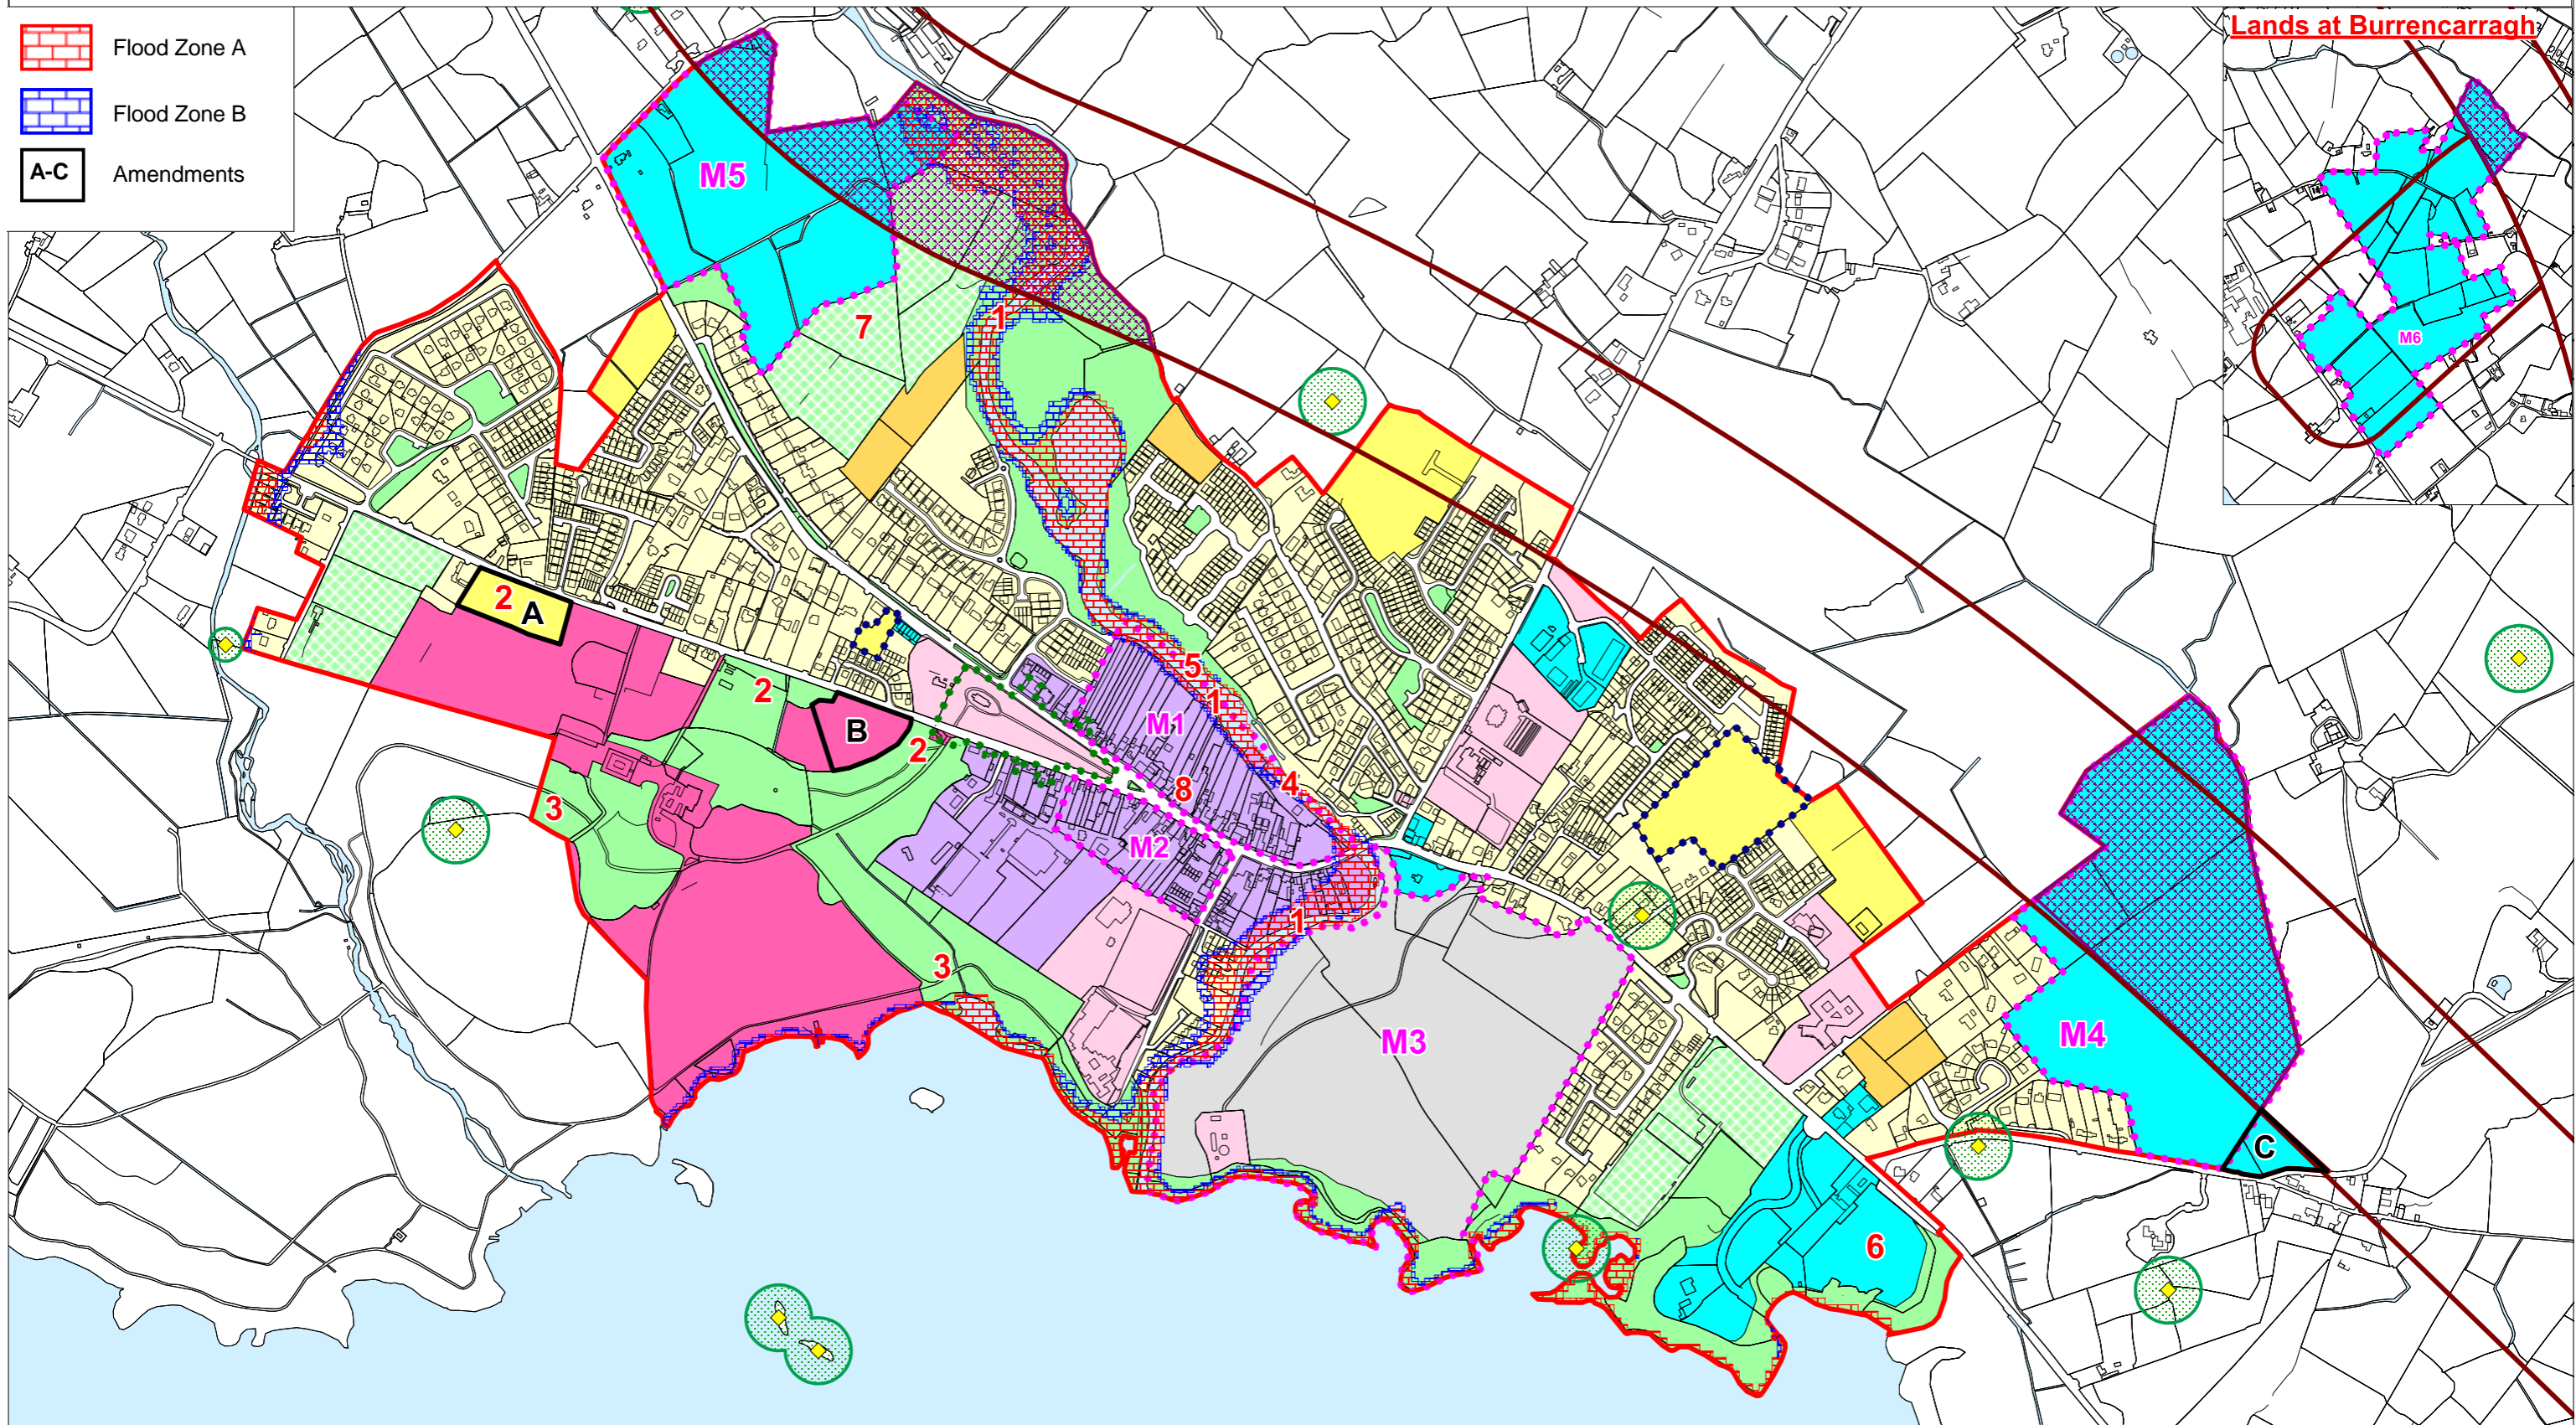 Flood Zone A
Flood Zone B
A-C Amendments
Lands at Burrencarragh
M5
M6
7
1
2
A
2
B
2
5
1
M1
8
4
M2
3
1
3
M3
M4
C
6